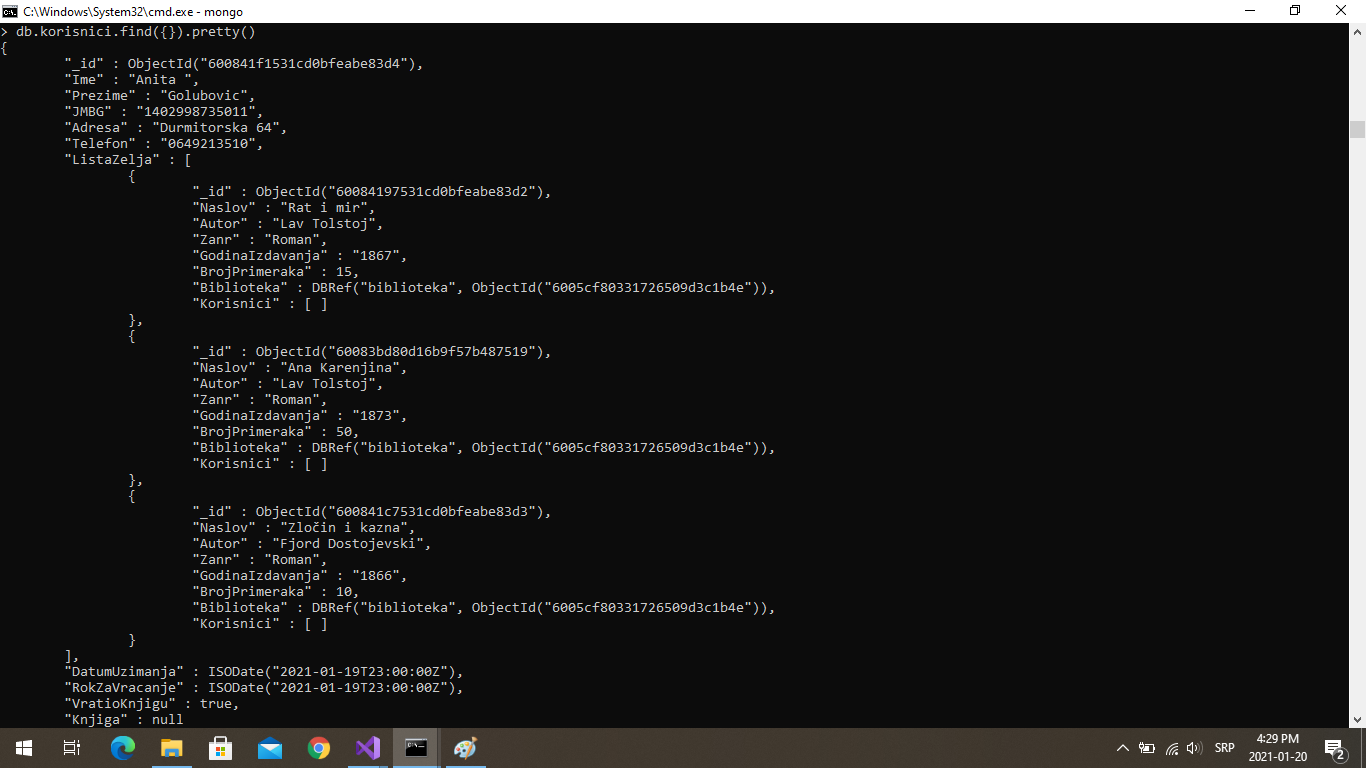 C:\Windows\System32\cmd.exe - mongo
> db.korisnici.find({}).pretty()
{
"_id" : ObjectId("600841f1531cd0bfeabe83d4"),
"Ime" : "Anita ",
"Prezime" : "Golubovic",
"JMBG" : "1402998735011",
"Adresa" : "Durmitorska 64",
"Telefon" : "0649213510",
"ListaZelja" : [
{
"_id" : ObjectId("60084197531cd0bfeabe83d2"),
"Naslov" : "Rat i mir",
"Autor" : "Lav Tolstoj",
"Zanr" : "Roman",
"GodinaIzdavanja" : "1867",
"BrojPrimeraka" : 15,
"Biblioteka" : DBRef("biblioteka", ObjectId("6005cf80331726509d3c1b4e")),
"Korisnici" : [ ]
},
{
"_id" : ObjectId("60083bd80d16b9f57b487519"),
"Naslov" : "Ana Karenjina",
"Autor" : "Lav Tolstoj",
"Zanr" : "Roman",
"GodinaIzdavanja" : "1873",
"BrojPrimeraka" : 50,
"Biblioteka" : DBRef("biblioteka", ObjectId("6005cf80331726509d3c1b4e")),
"Korisnici" : [ ]
},
{
"_id" : ObjectId("600841c7531cd0bfeabe83d3"),
"Naslov" : "Zločin i kazna",
"Autor" : "Fjord Dostojevski",
"Zanr" : "Roman",
"GodinaIzdavanja" : "1866",
"BrojPrimeraka" : 10,
"Biblioteka" : DBRef("biblioteka", ObjectId("6005cf80331726509d3c1b4e")),
"Korisnici" : [ ]
}
],
"DatumUzimanja" : ISODate("2021-01-19T23:00:00Z"),
"RokZaVracanje" : ISODate("2021-01-19T23:00:00Z"),
"VratioKnjigu" : true,
"Knjiga" : null
SRP
4:29 PM
2021-01-20
2